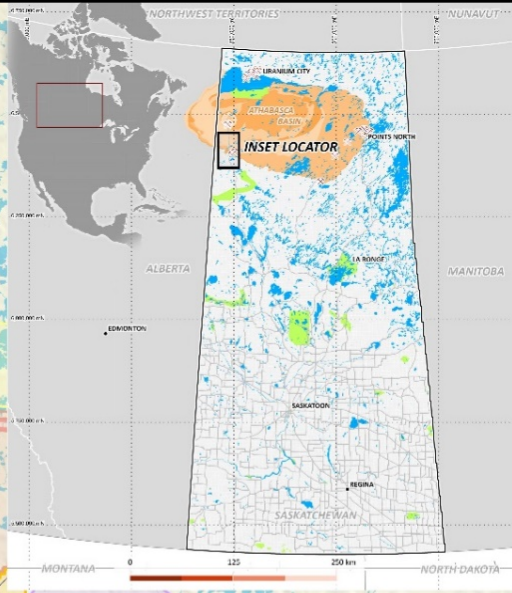 NORTHWEST TERRITORIES
NUNAVUT
URANIUM CITY
ATHABASCA
BASIN
POINTS NORTH
INSET LOCATOR
LA RONGE
ALBERTA
MANITOBA
EDMONTON
SASKATOON
REGINA
SASKATCHEWAN
0 125 250 km
MONTANA
NORTH DAKOTA